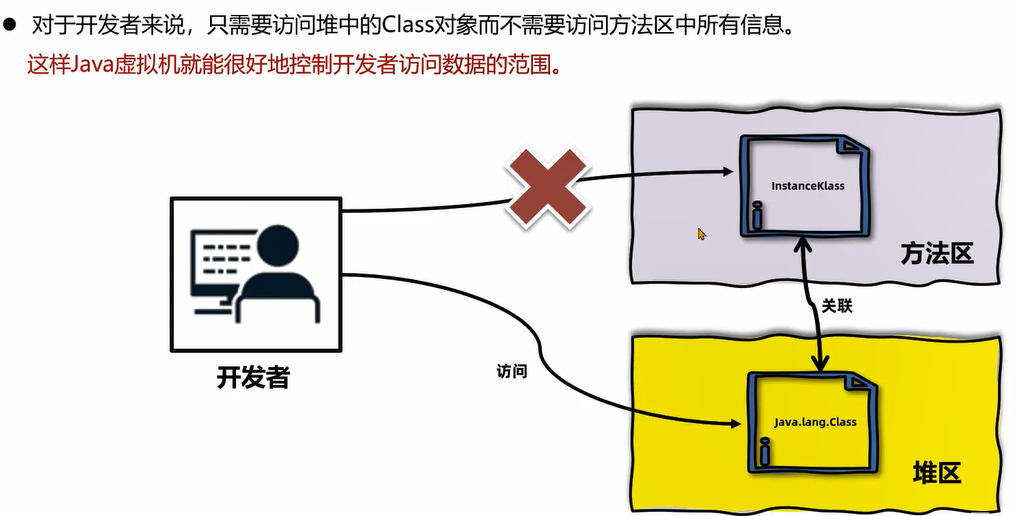 ● 对于开发者来说，只需要访问堆中的Class对象而不需要访问方法区中所有信息。
这样Java虚拟机就能很好地控制开发者访问数据的范围。
InstanceKlass
方法区
关联
开发者
访问
Java.lang.Class
堆区